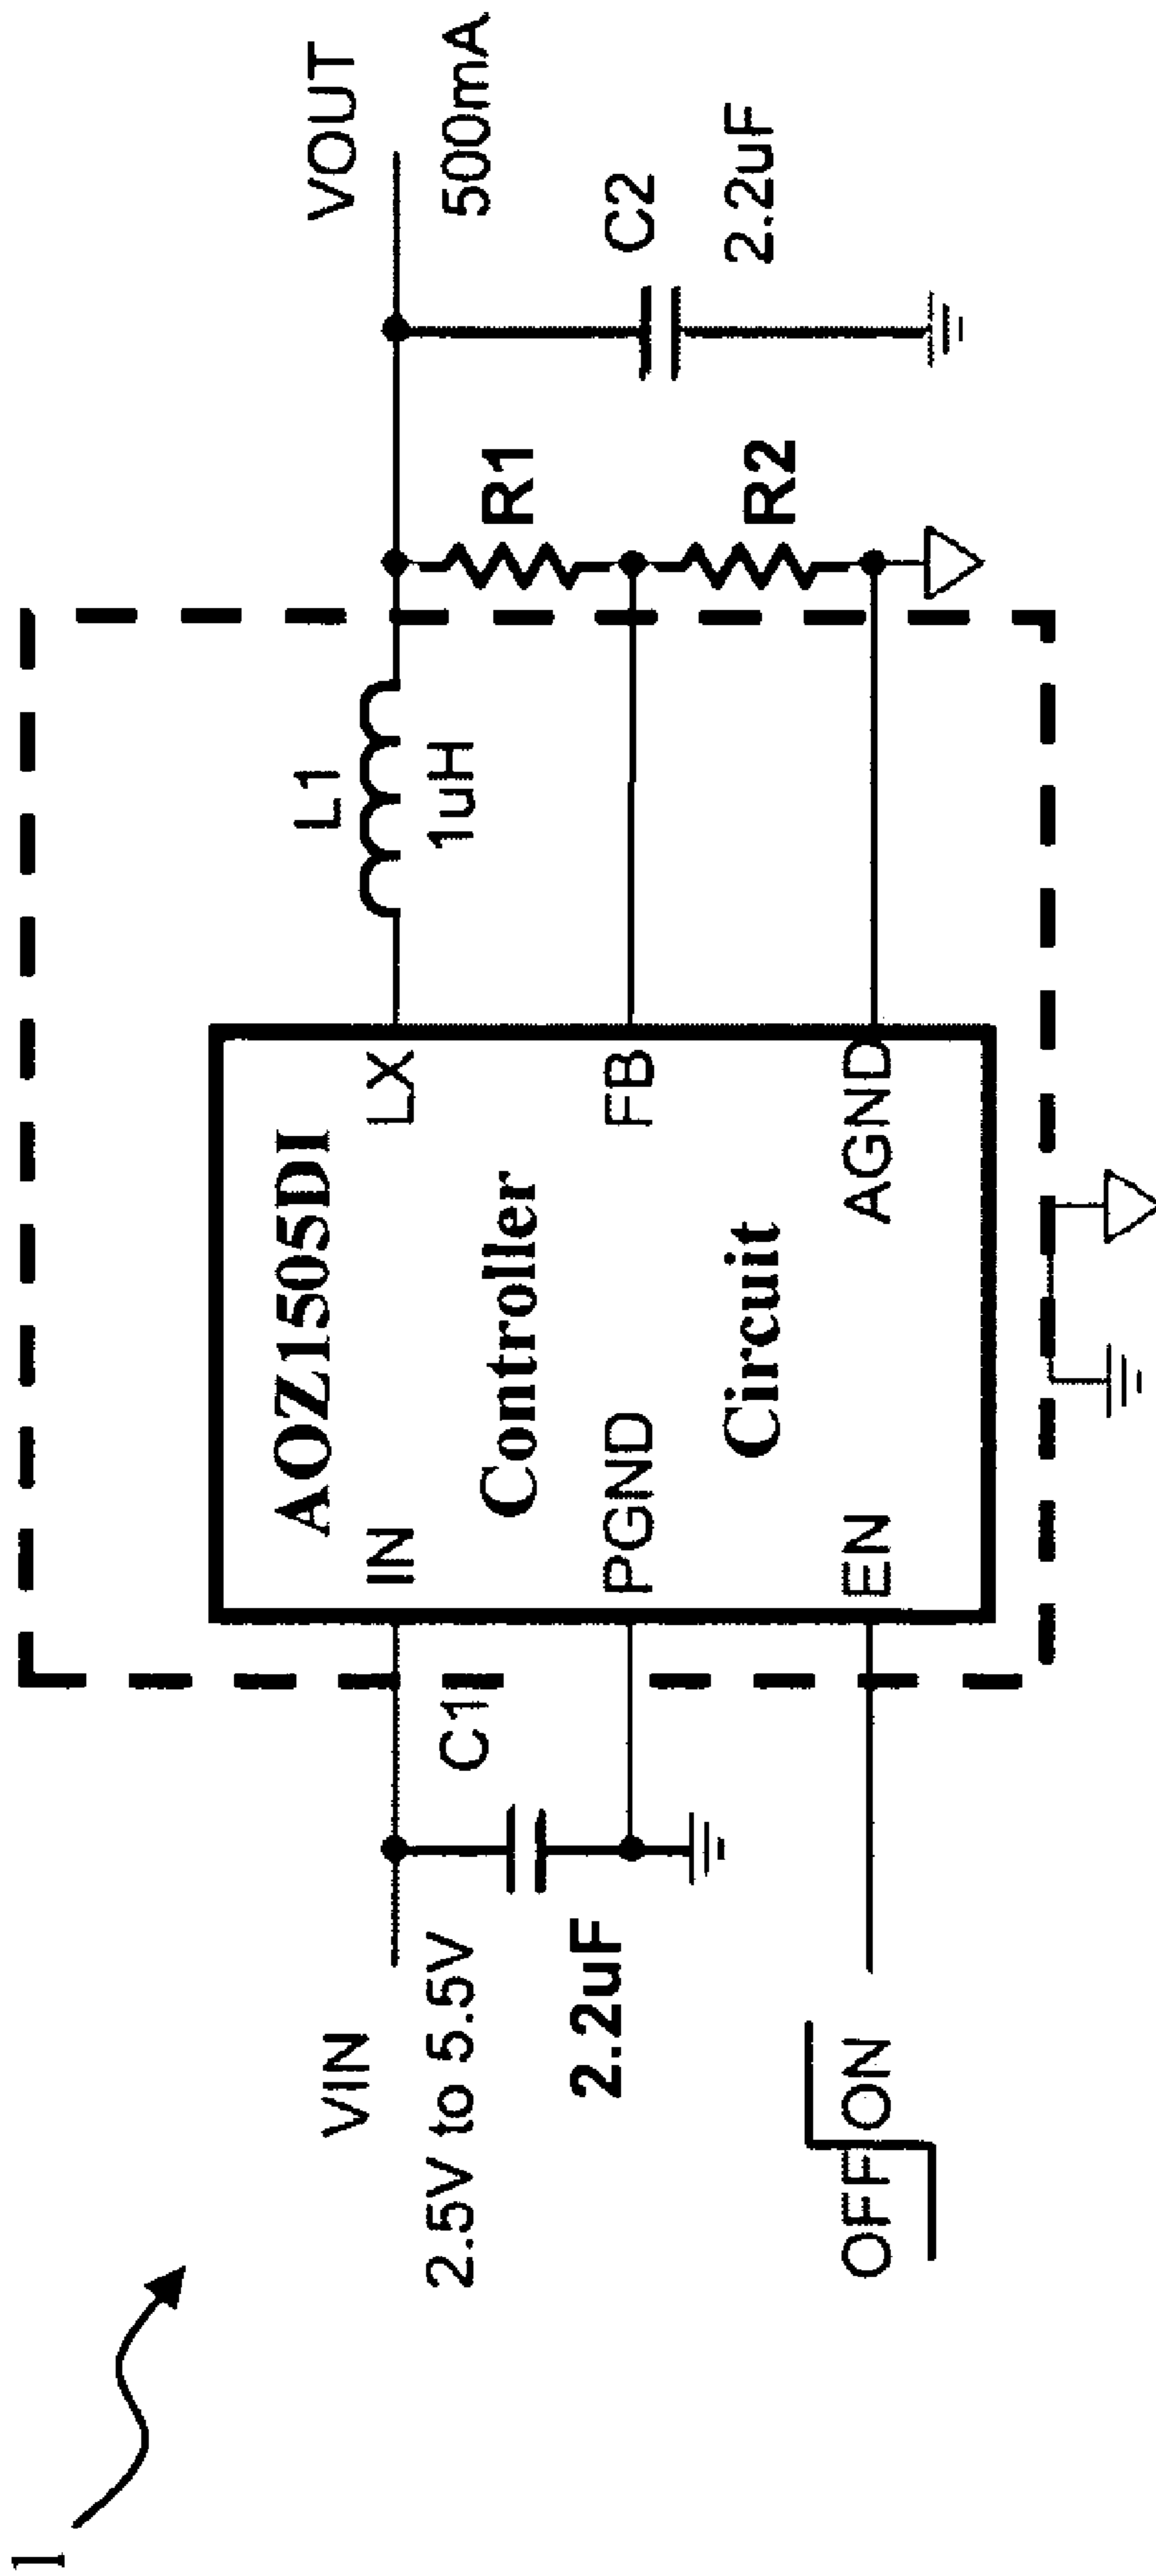 1
VIN
2.5V to 5.5V
C1
2.2uF
OFF ON
AOZ1505DI
Controller
Circuit
IN
PGND
EN
LX
FB
AGND
L1
1uH
R1
R2
VOUT
500mA
C2
2.2uF